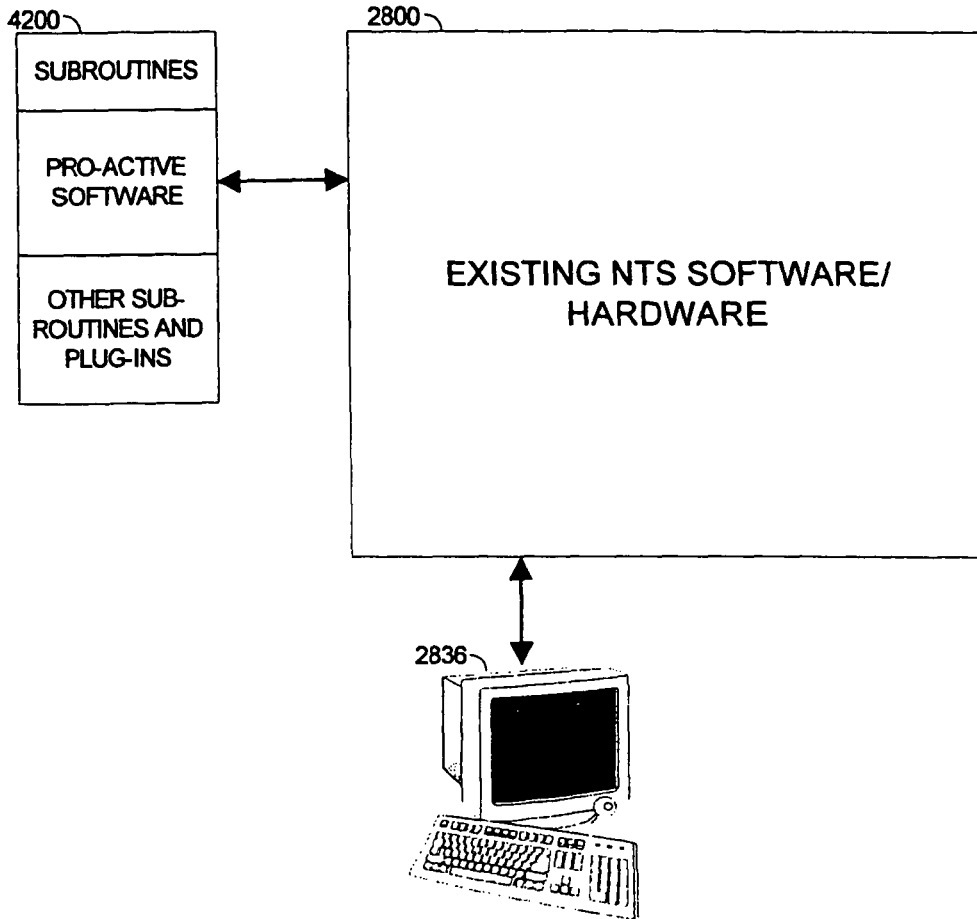 4200
SUBROUTINES
PRO-ACTIVE
SOFTWARE
OTHER SUB-
ROUTINES AND
PLUG-INS
2800
EXISTING NTS SOFTWARE/
HARDWARE
2836